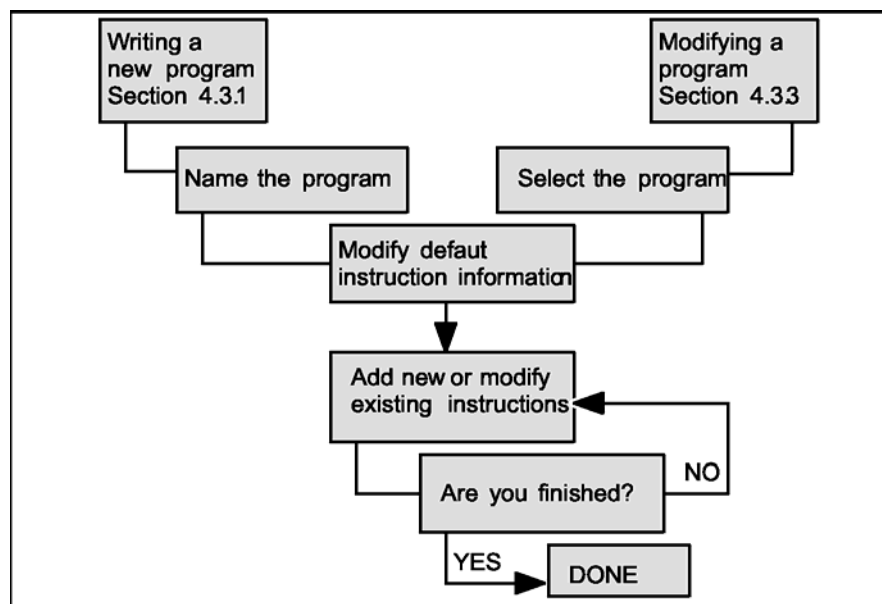 Writing a
new program
Section 4.3.1
Modifying a
program
Section 4.3.3
Name the program
Select the program
Modify defaut
instruction information
Add new or modify
existing instructions
Are you finished?
NO
YES
DONE